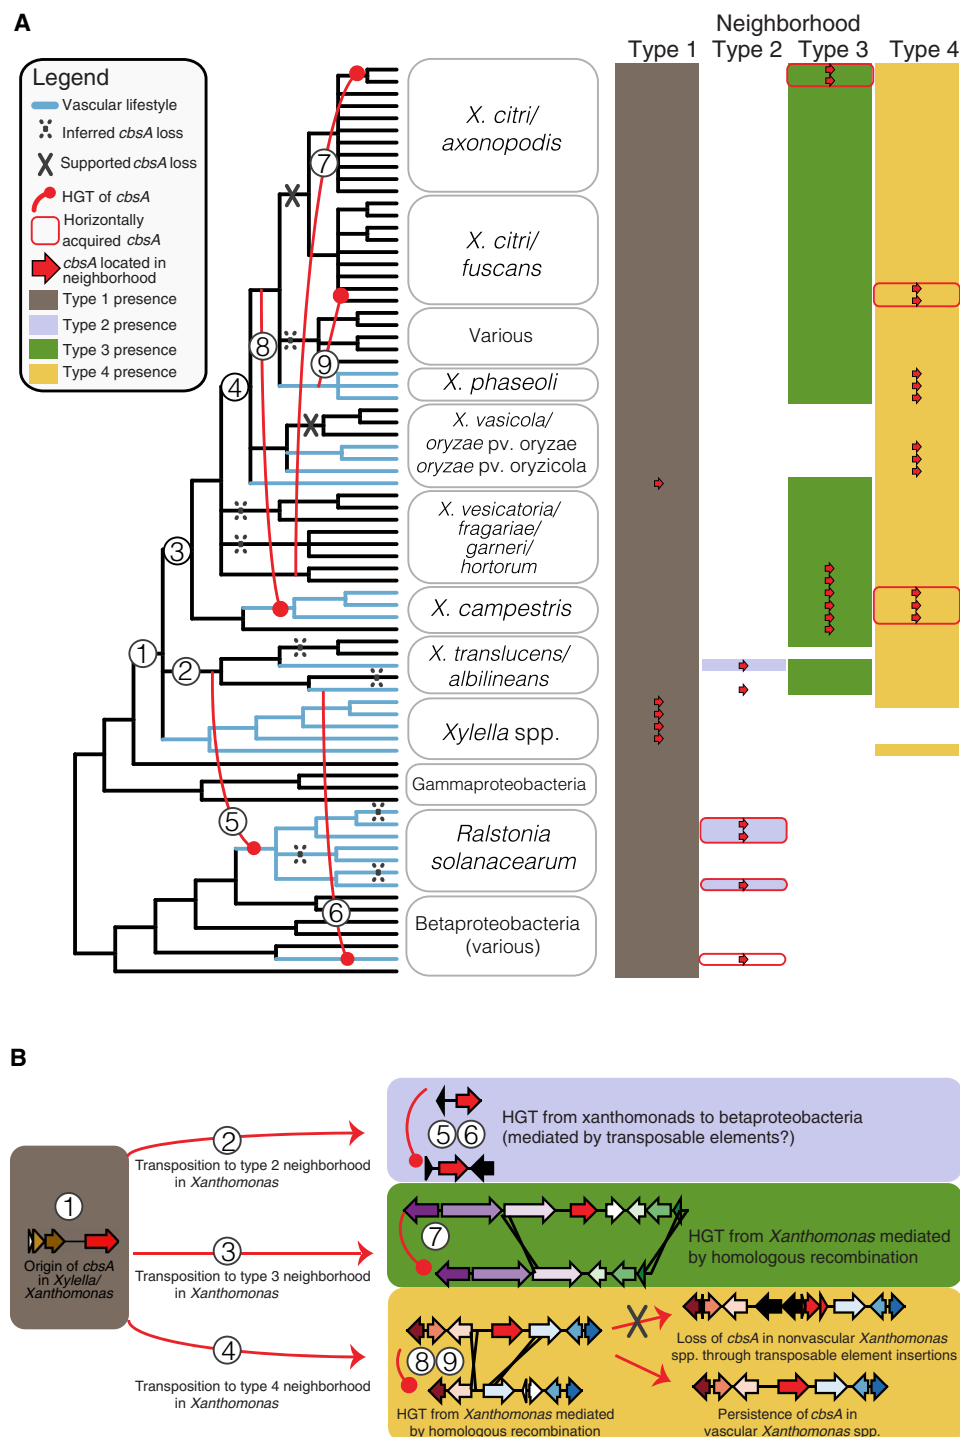 A
Neighborhood
Type 1
Type 2
Type 3
Type 4
Legend
Vascular lifestyle
Inferred cbsA loss
Supported cbsA loss
HGT of cbsA
Horizontally
acquired cbsA
cbsA located in
neighborhood
Type 1 presence
Type 2 presence
Type 3 presence
Type 4 presence
X. citri/
axonopodis
7
X. citri/
fuscans
8
Various
9
X. phaseoli
4
X. vasicola/
oryzae pv. oryzae
oryzae pv. oryzicola
X. vesicatoria/
fragariae/
garneri/
hortorum
3
X. campestris
1
2
X. translucens/
albilineans
Xylella spp.
Gammaproteobacteria
5
Ralstonia
solanacearum
6
Betaproteobacteria
(various)
B
1
Origin of cbsA
in Xylella/
Xanthomonas
2
Transposition to type 2 neighborhood
in Xanthomonas
3
Transposition to type 3 neighborhood
in Xanthomonas
4
Transposition to type 4 neighborhood
in Xanthomonas
5 6
HGT from xanthomonads to betaproteobacteria
(mediated by transposable elements?)
7
HGT from Xanthomonas mediated
by homologous recombination
8 9
HGT from Xanthomonas mediated
by homologous recombination
Loss of cbsA in nonvascular Xanthomonas
spp. through transposable element insertions
Persistence of cbsA in
vascular Xanthomonas spp.